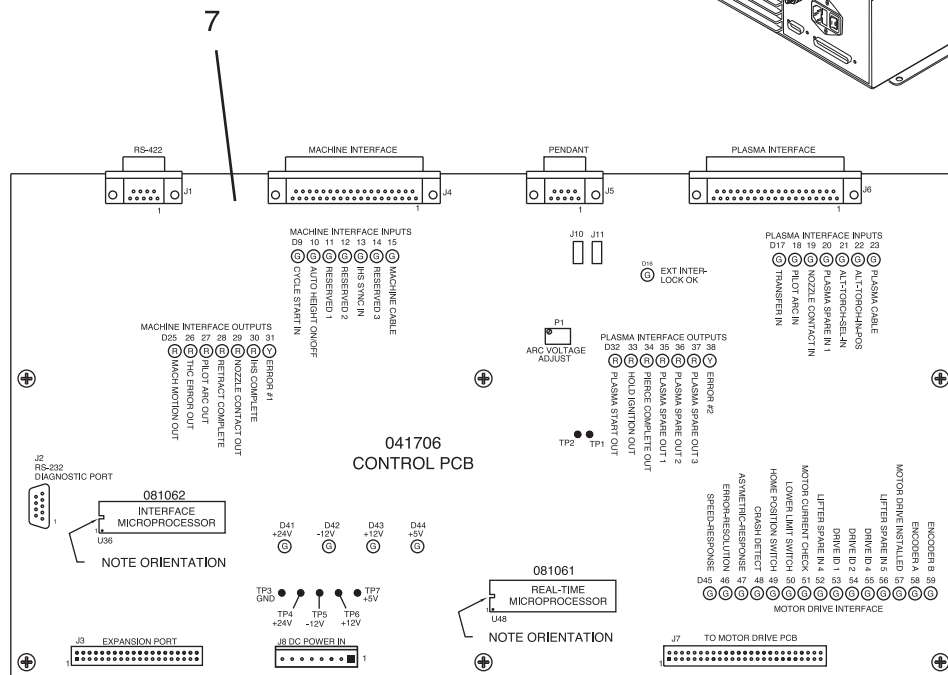 7
RS-422
MACHINE INTERFACE
PENDANT
PLASMA INTERFACE
J1
J4
J5
J6
1
1
1
1
MACHINE INTERFACE INPUTS
D9 10 11 12 13 14 15
G G G G G G G
CYCLE START IN
AUTO HEIGHT ON/OFF
RESERVED 1
RESERVED 2
IHS SYNC IN
RESERVED 3
MACHINE CABLE
J10 J11
D16
G
EXT INTER-
LOCK OK
PLASMA INTERFACE INPUTS
D17 18 19 20 21 22 23
G G G G G G G
TRANSFER IN
PILOT ARC IN
NOZZLE CONTACT IN
PLASMA SPARE IN 1
ALT-TORCH-SEL-IN
ALT-TORCH-IN-POS
PLASMA CABLE
MACHINE INTERFACE OUTPUTS
D25 26 27 28 29 30 31
R R R R R R Y
MACH MOTION OUT
THC ERROR OUT
PILOT ARC OUT
RETRACT COMPLETE
NOZZLE CONTACT OUT
IHS COMPLETE
ERROR #1
P1
ARC VOLTAGE
ADJUST
PLASMA INTERFACE OUTPUTS
D32 33 34 35 36 37 38
R R R R R R Y
PLASMA START OUT
HOLD IGNITION OUT
PIERCE COMPLETE OUT
PLASMA SPARE OUT 1
PLASMA SPARE OUT 2
PLASMA SPARE OUT 3
ERROR #2
TP2 TP1
041706
CONTROL PCB
J2
RS-232
DIAGNOSTIC PORT
1
081062
INTERFACE
MICROPROCESSOR
1
U36
NOTE ORIENTATION
D41 D42 D43 D44
+24V -12V +12V +5V
G G G G
TP3
GND
TP4
+24V
TP5
-12V
TP6
+12V
TP7
+5V
081061
REAL-TIME
MICROPROCESSOR
1
U48
NOTE ORIENTATION
SPEED-RESPONSE
ERROR-RESOLUTION
ASYMETRIC-RESPONSE
CRASH DETECT
HOME POSITION SWITCH
LOWER LIMIT SWITCH
MOTOR CURRENT CHECK
LIFTER SPARE IN 4
DRIVE ID 1
DRIVE ID 2
DRIVE ID 4
LIFTER SPARE IN 5
MOTOR DRIVE INSTALLED
ENCODER A
ENCODER B
D45 46 47 48 49 50 51 52 53 54 55 56 57 58 59
G G G G G G G G G G G G G G G
MOTOR DRIVE INTERFACE
J3 EXPANSION PORT
1
J8 DC POWER IN
1
J7 TO MOTOR DRIVE PCB
1